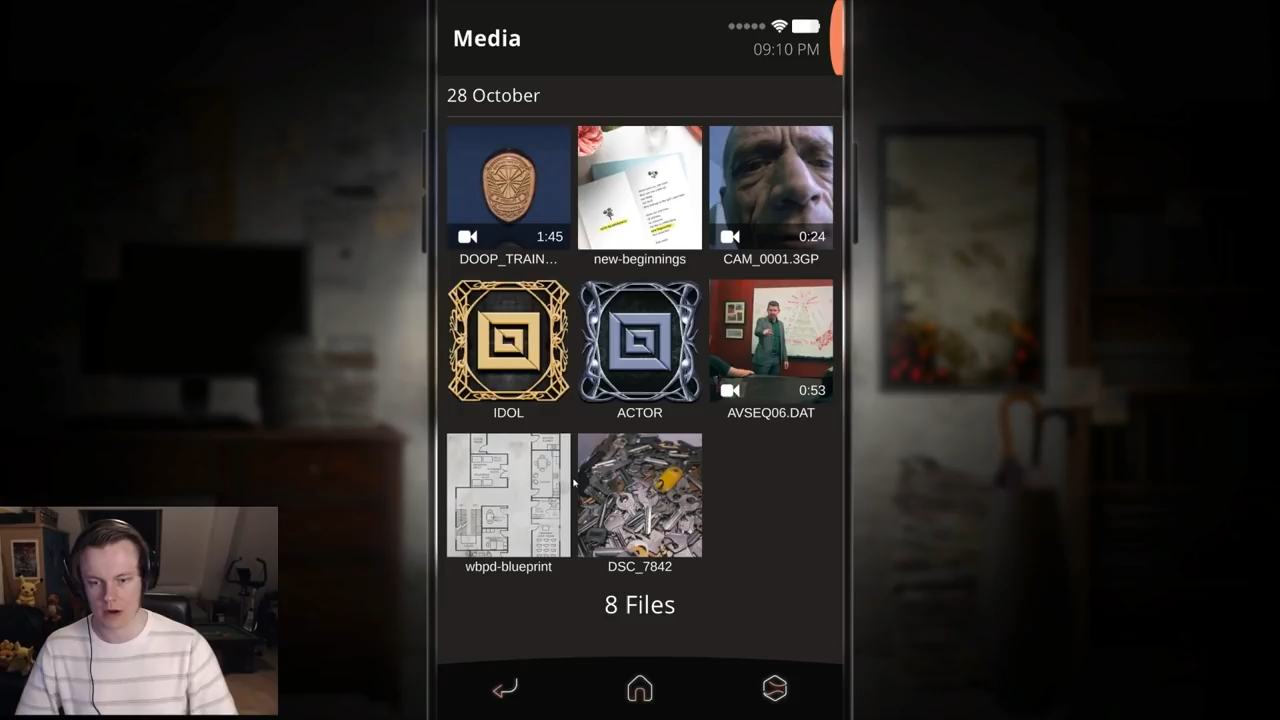 Media
09:10 PM
28 October
1:45
0:24
DOOP_TRAIN...
new-beginnings
CAM_0001.3GP
0:53
IDOL
ACTOR
AVSEQ06.DAT
wbpd-blueprint
DSC_7842
8 Files